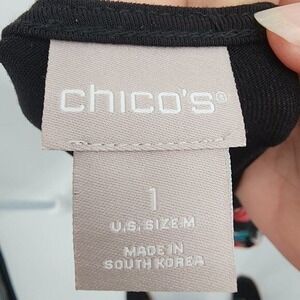 chico's®
1
U.S. SIZE-M
MADE IN
SOUTH KOREA